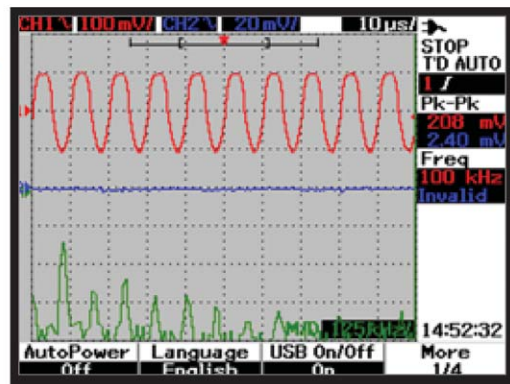 CH1 100mV/ CH2 20mV/ 10µs/
STOP
T'D AUTO
1
Pk-Pk
208 mV
2.40 mV
Freq
100 kHz
Invalid
14:52:32
AutoPower Language USB On/Off More
Off English On 1/4